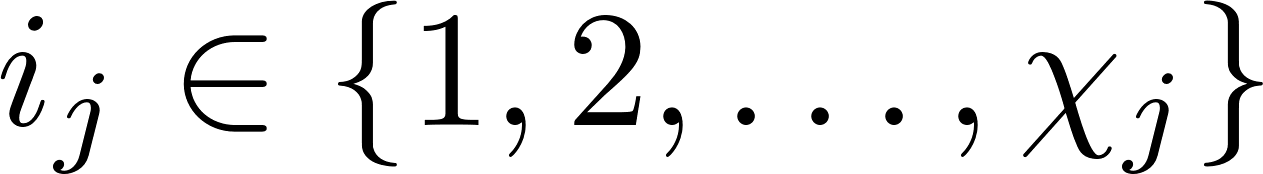 i_j ∈ {1, 2, . . . , χ_j}